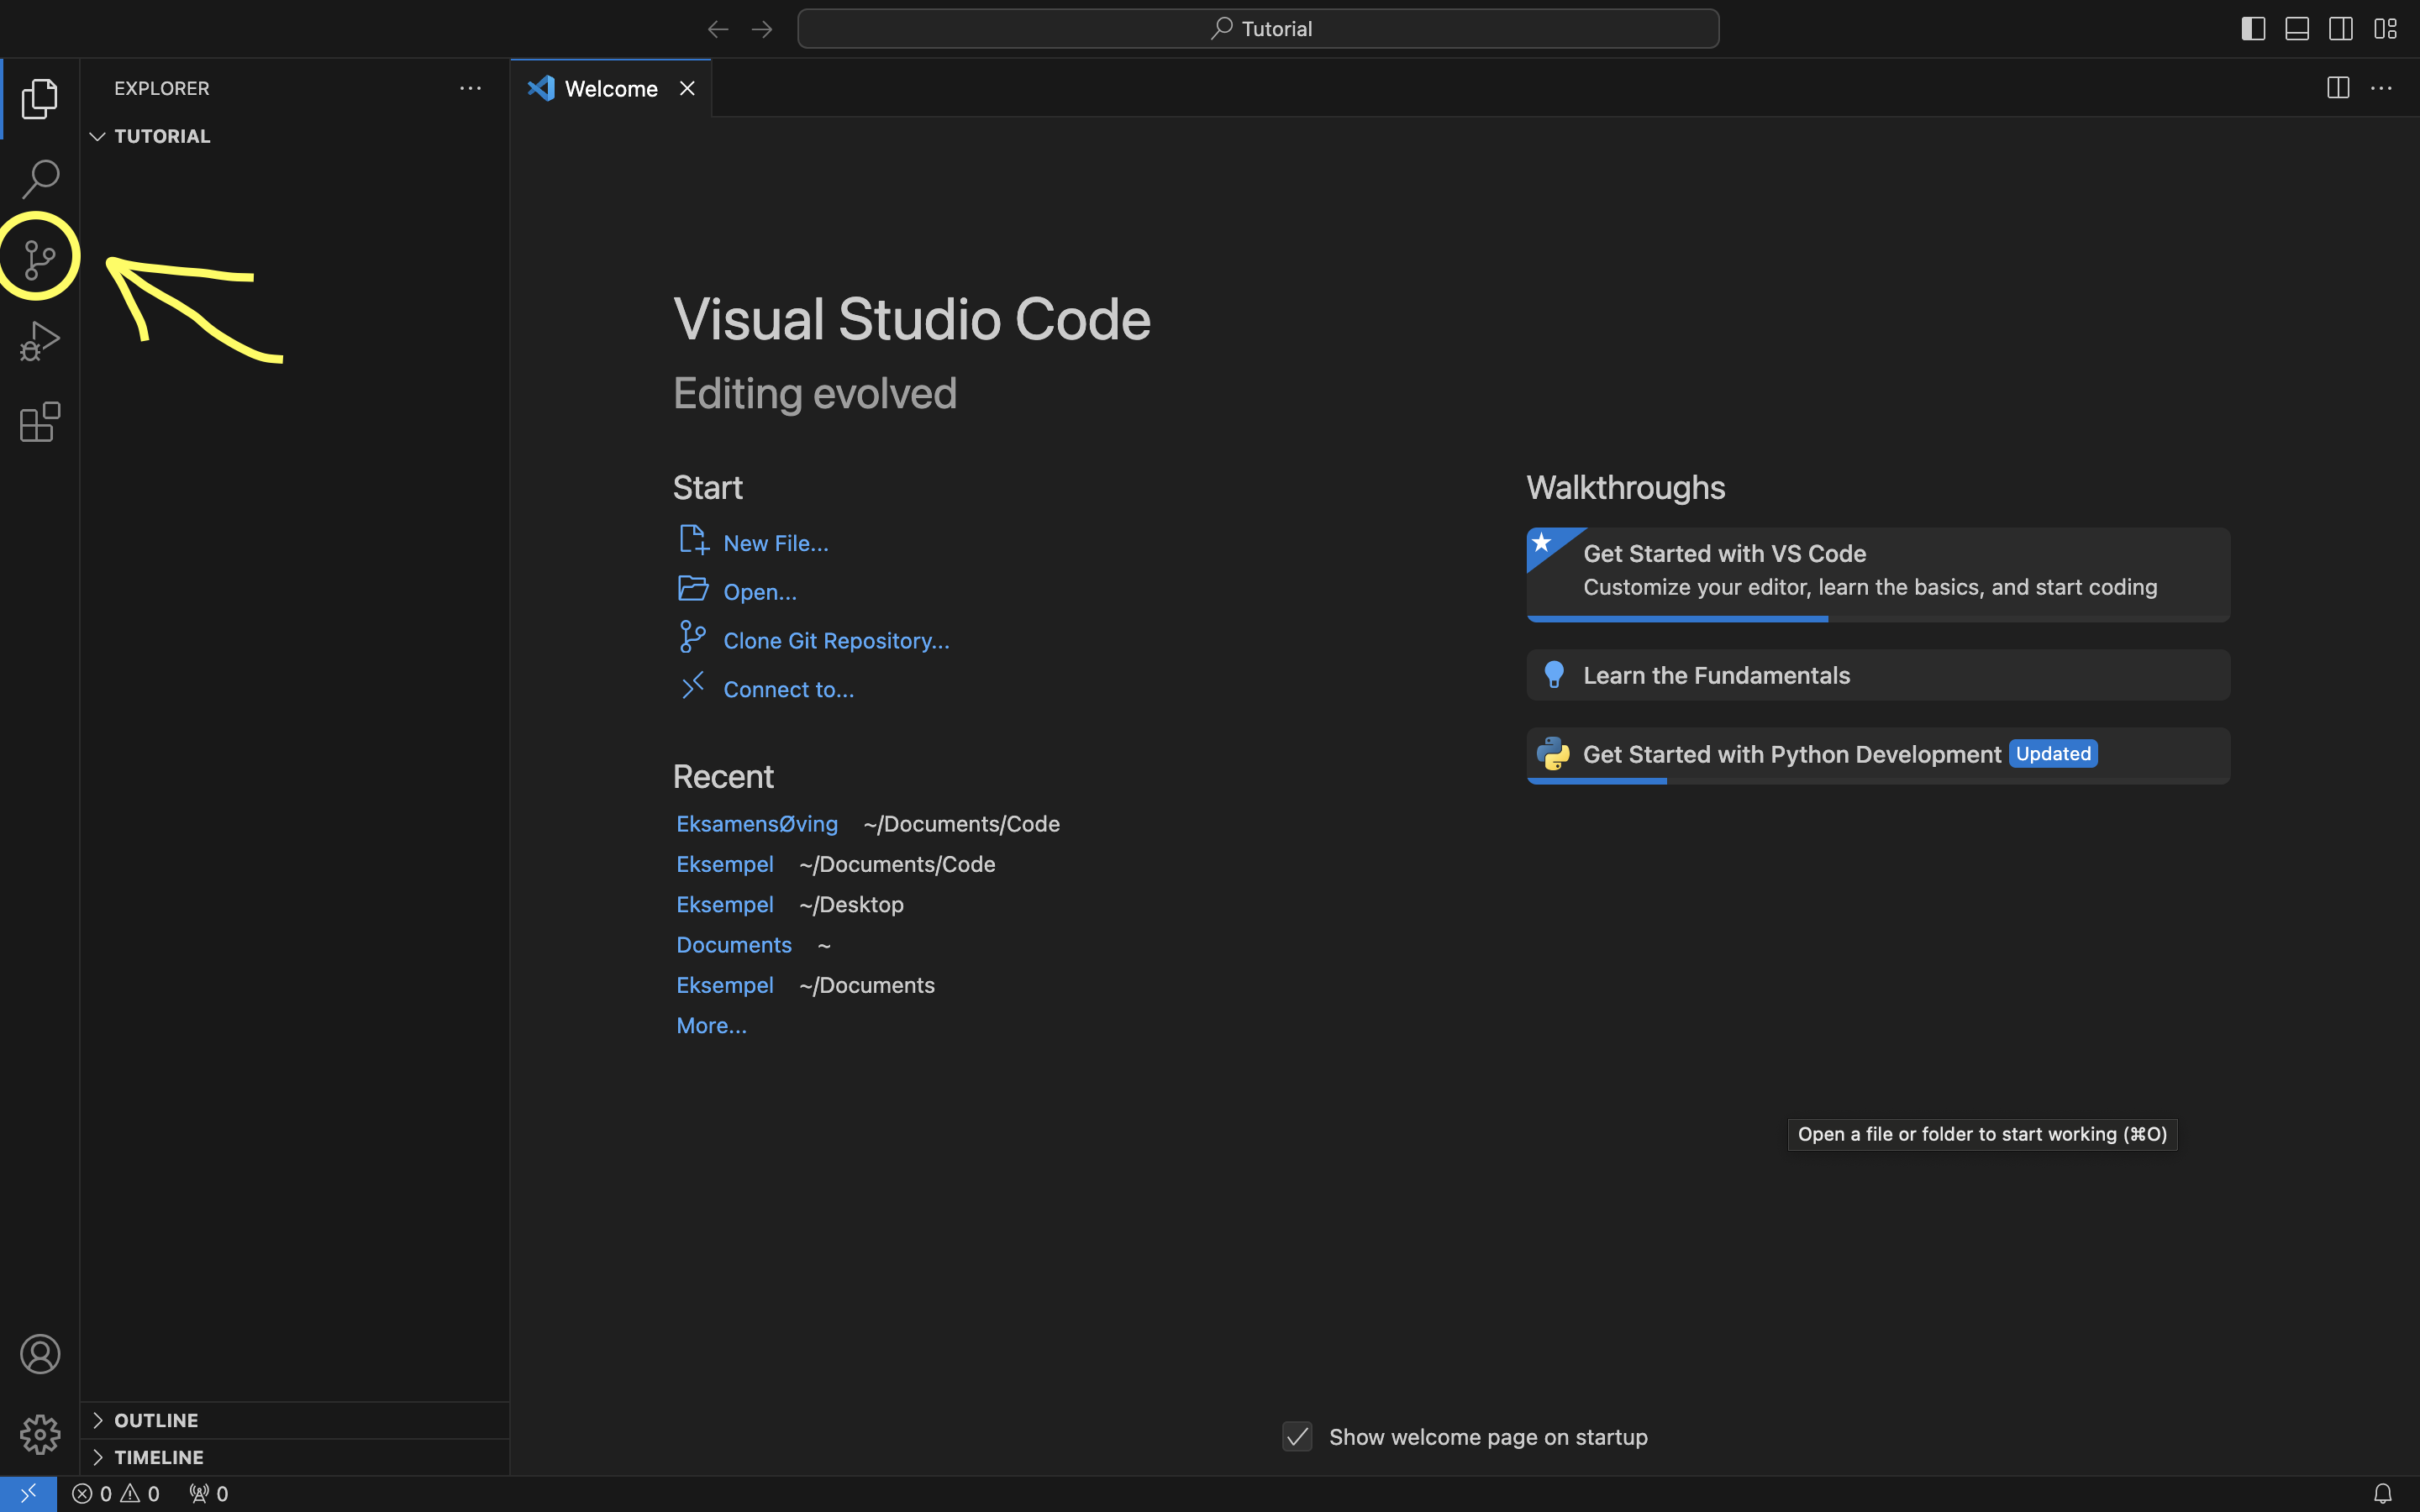 Tutorial
EXPLORER
TUTORIAL
Welcome
Visual Studio Code
Editing evolved
Start
New File...
Open...
Clone Git Repository...
Connect to...
Recent
EksamensØving ~/Documents/Code
Eksempel ~/Documents/Code
Eksempel ~/Desktop
Documents ~
Eksempel ~/Documents
More...
Walkthroughs
Get Started with VS Code
Customize your editor, learn the basics, and start coding
Learn the Fundamentals
Get Started with Python Development Updated
Open a file or folder to start working (⌘O)
Show welcome page on startup
OUTLINE
TIMELINE
0 0 0